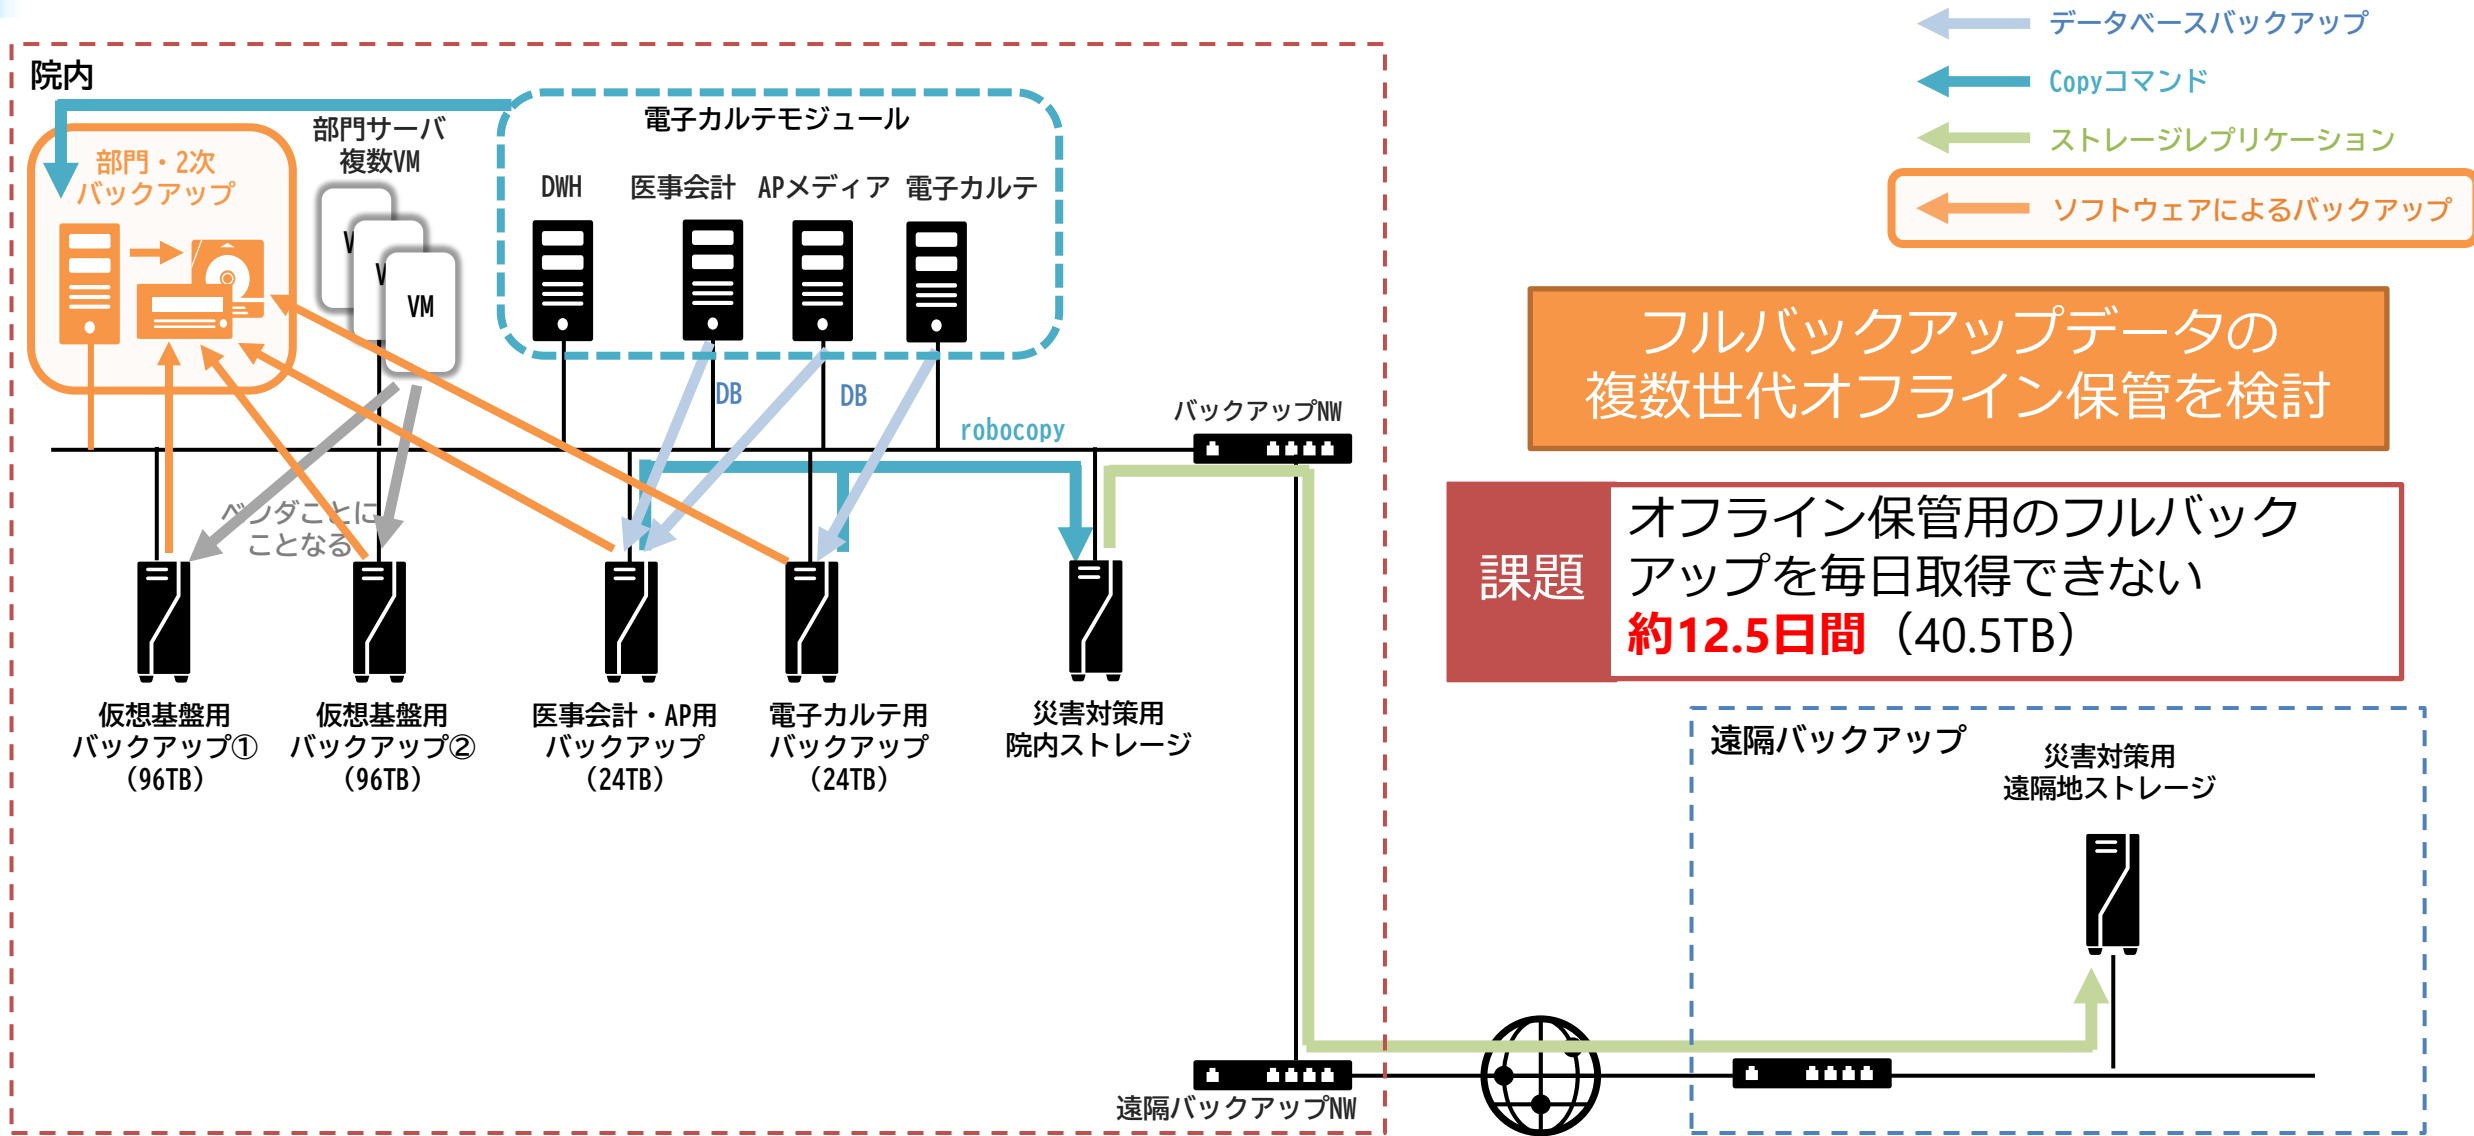 データベースバックアップ
Copyコマンド
ストレージレプリケーション
ソフトウェアによるバックアップ
院内
部門・2次
バックアップ
部門サーバ
複数VM
V
V
VM
電子カルテモジュール
DWH
医事会計
APメディア
電子カルテ
DB
DB
robocopy
バックアップNW
ベンダことに
ことなる
仮想基盤用
バックアップ①
（96TB）
仮想基盤用
バックアップ②
（96TB）
医事会計・AP用
バックアップ
（24TB）
電子カルテ用
バックアップ
（24TB）
災害対策用
院内ストレージ
フルバックアップデータの
複数世代オフライン保管を検討
課題
オフライン保管用のフルバック
アップを毎日取得できない
約12.5日間（40.5TB）
遠隔バックアップ
災害対策用
遠隔地ストレージ
遠隔バックアップNW